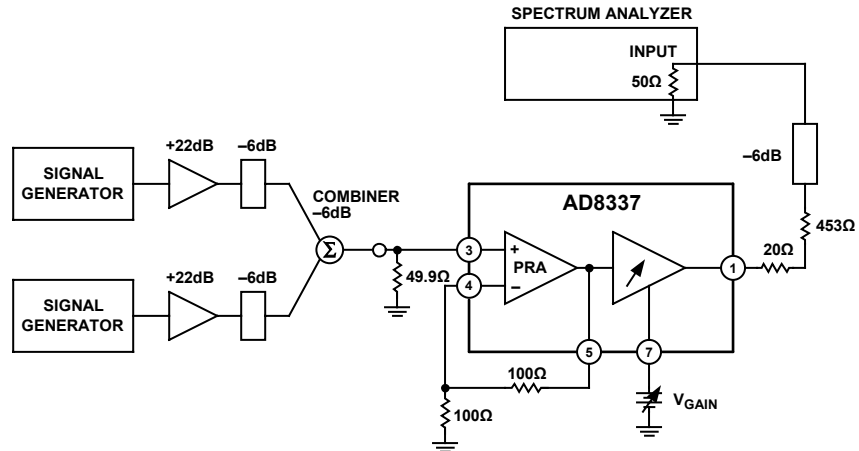 SPECTRUM ANALYZER
INPUT
50Ω
+22dB
–6dB
–6dB
SIGNAL
GENERATOR
COMBINER
–6dB
AD8337
453Ω
20Ω
Σ
3
+
PRA
1
49.9Ω
4
–
+22dB
–6dB
SIGNAL
GENERATOR
5
7
100Ω
100Ω
VGAIN